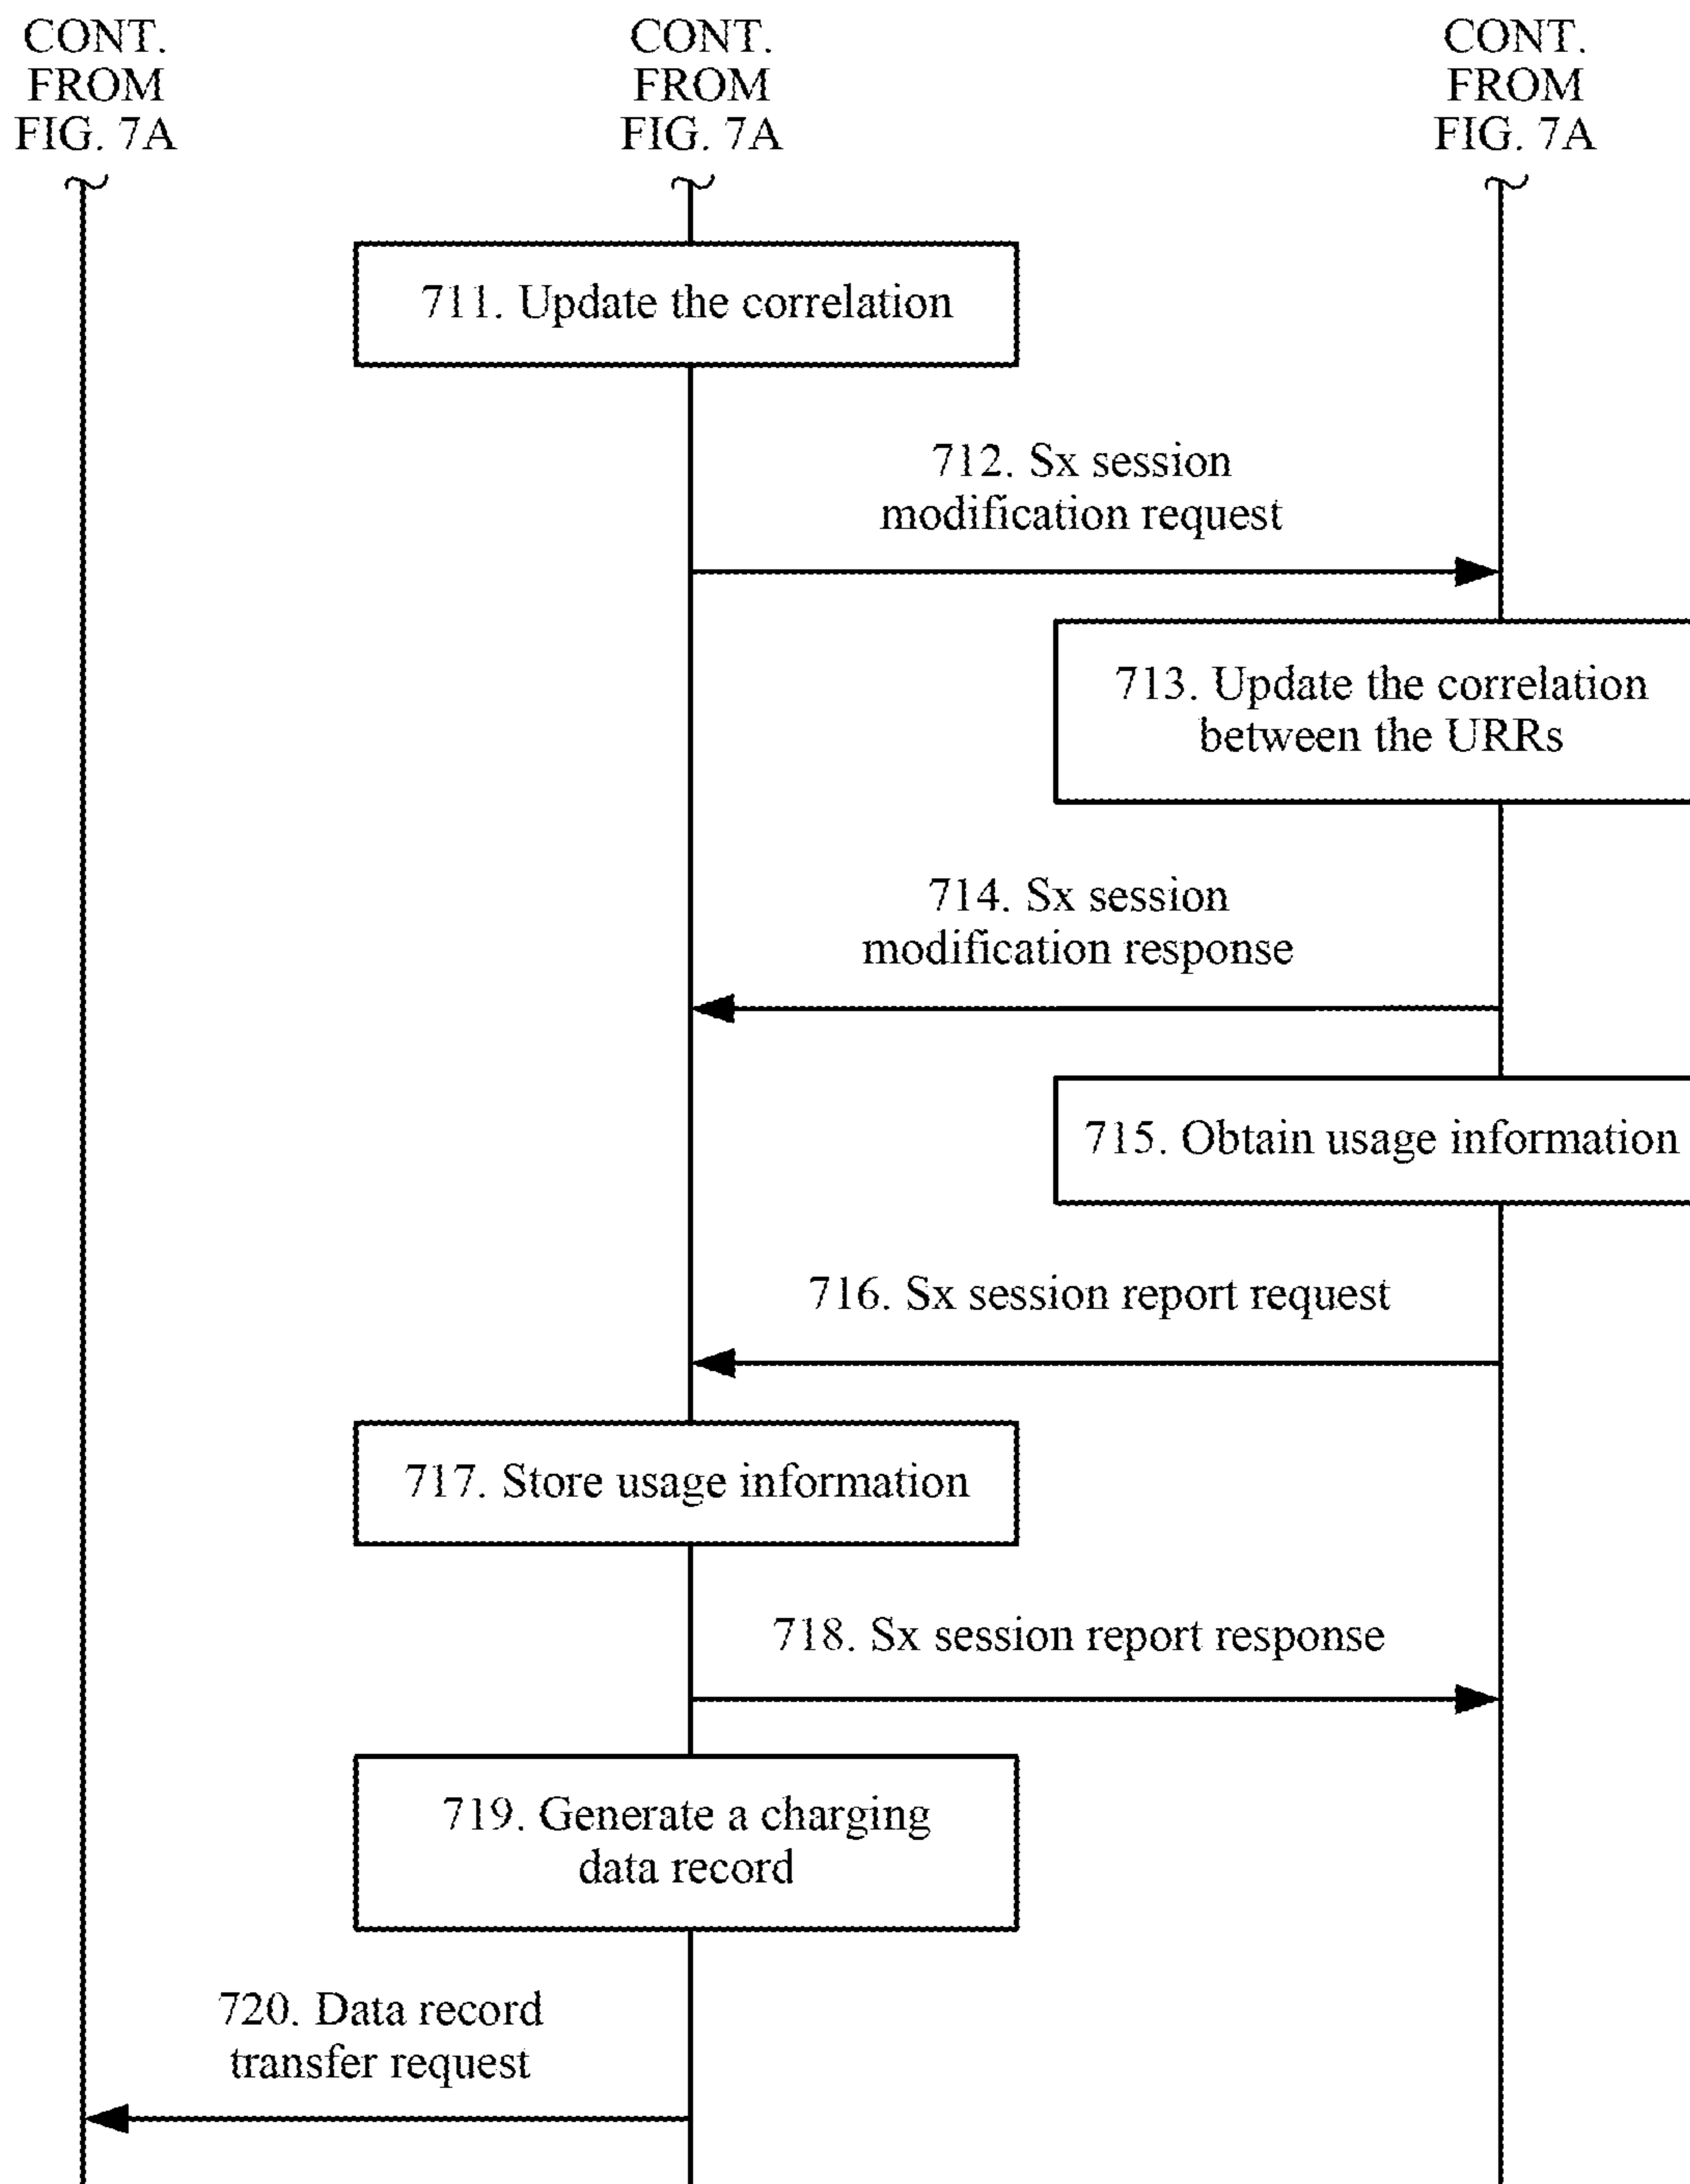 CONT.
FROM
FIG. 7A
CONT.
FROM
FIG. 7A
CONT.
FROM
FIG. 7A
711. Update the correlation
712. Sx session
modification request
713. Update the correlation
between the URRs
714. Sx session
modification response
715. Obtain usage information
716. Sx session report request
717. Store usage information
718. Sx session report response
719. Generate a charging
data record
720. Data record
transfer request